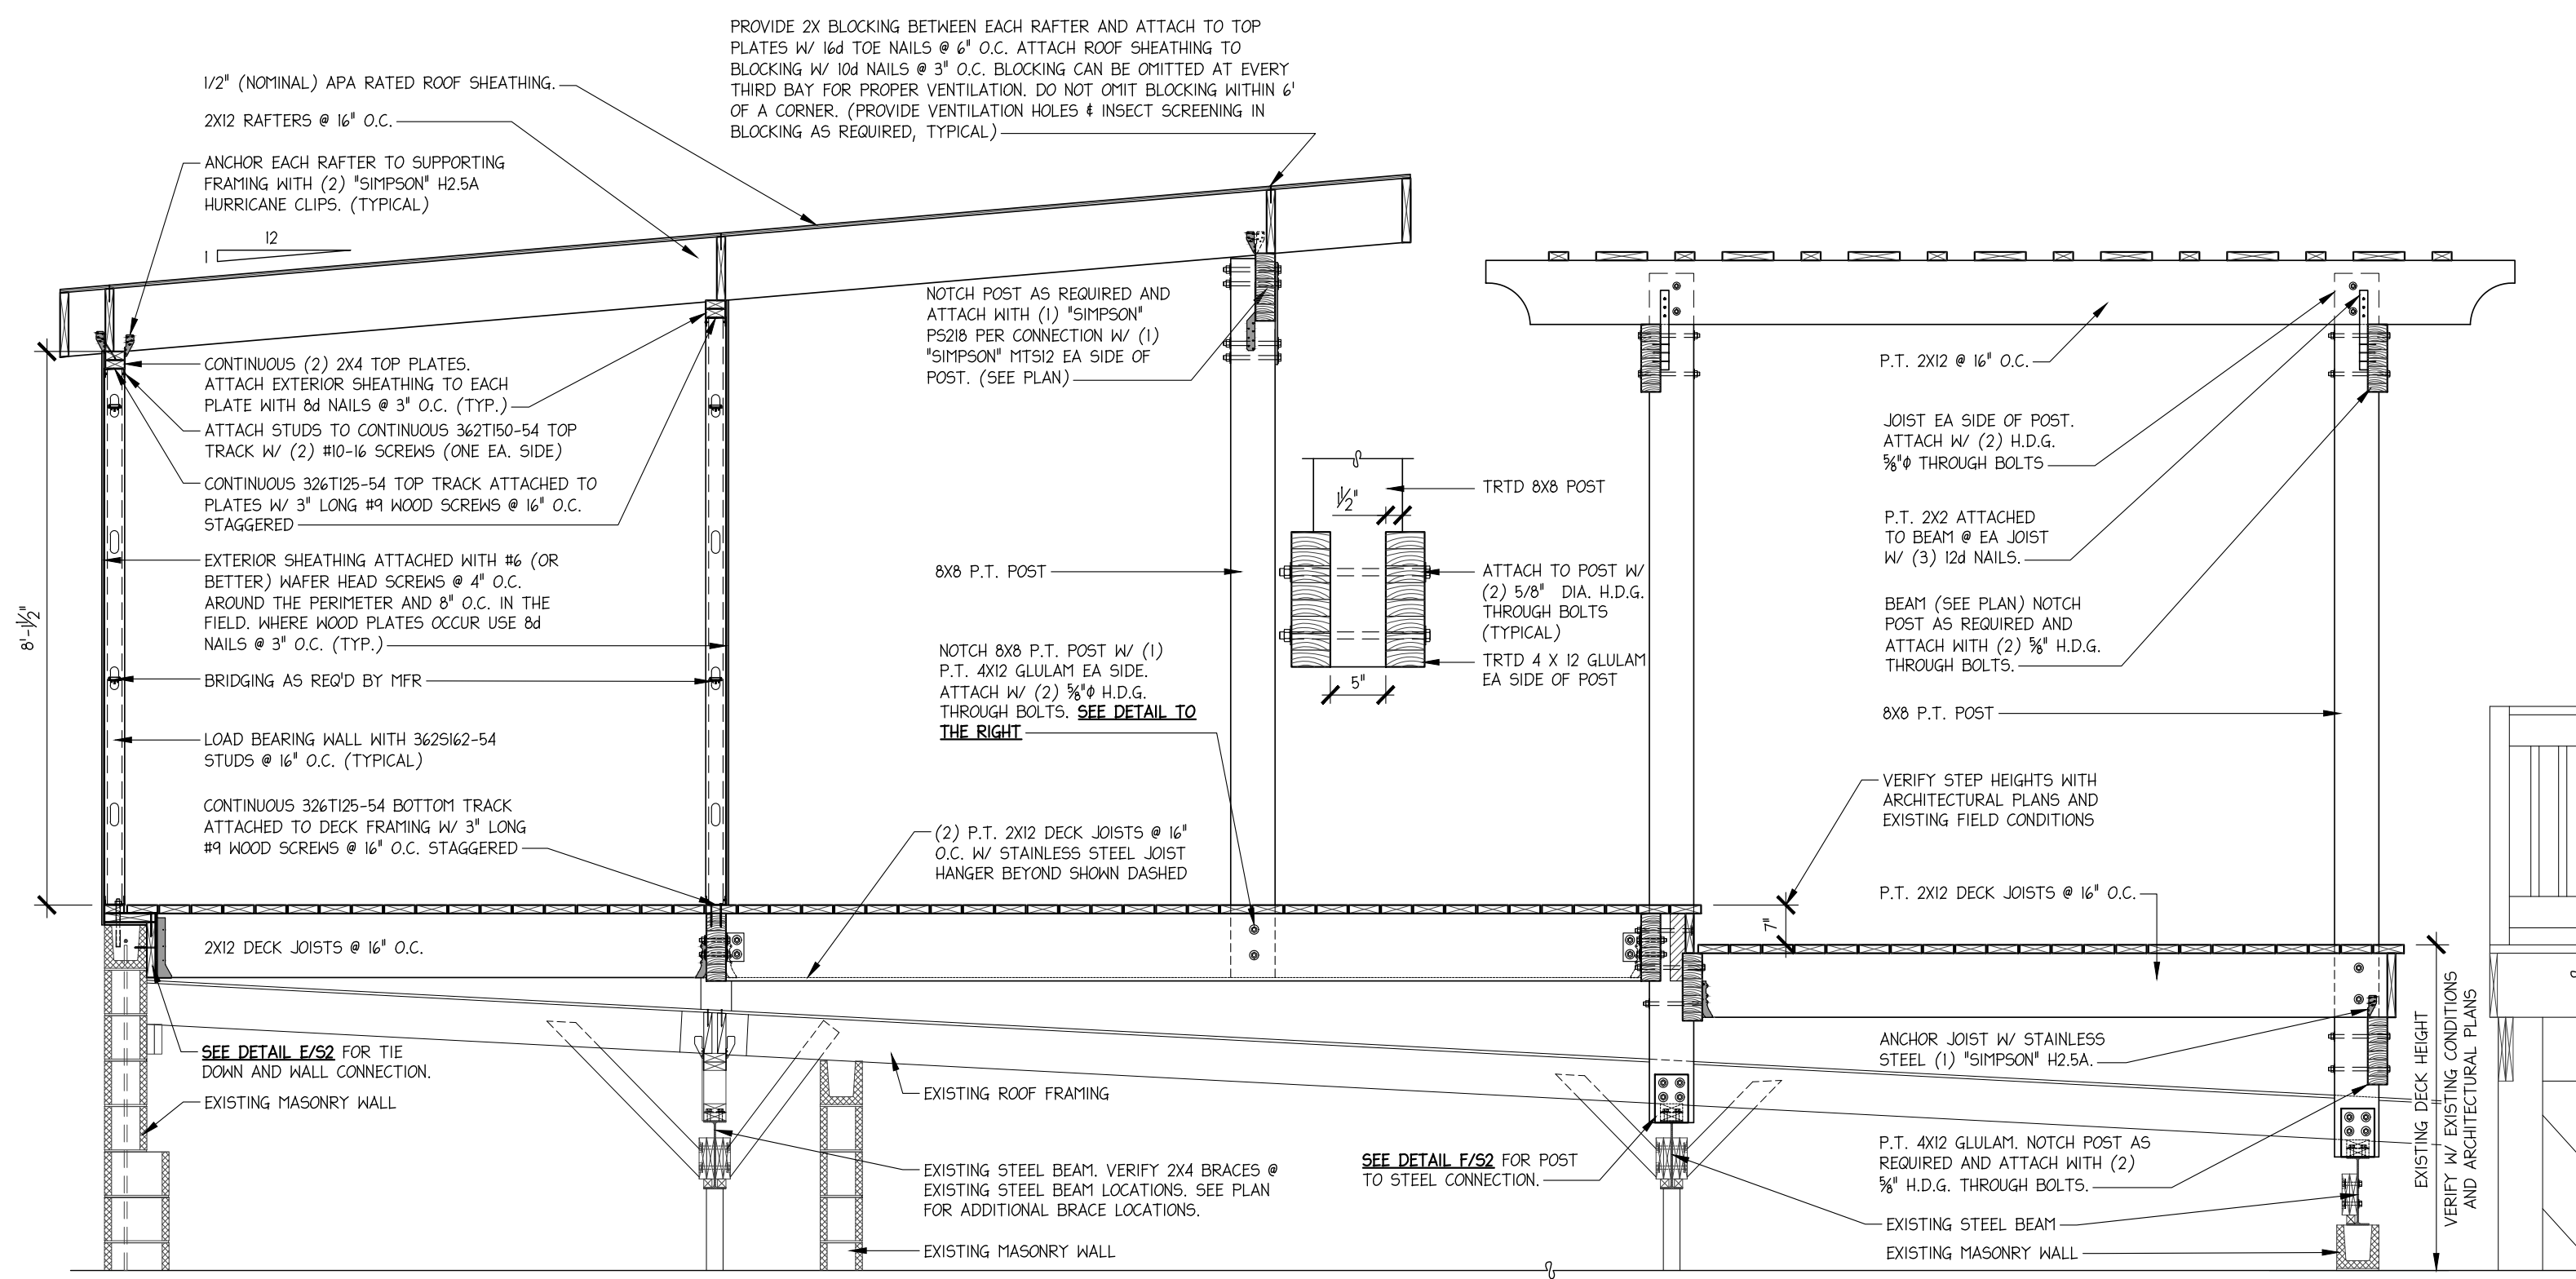 PROVIDE 2X BLOCKING BETWEEN EACH RAFTER AND ATTACH TO TOP
PLATES W/ 16d TOE NAILS @ 6" O.C. ATTACH ROOF SHEATHING TO
BLOCKING W/ 10d NAILS @ 3" O.C. BLOCKING CAN BE OMITTED AT EVERY
THIRD BAY FOR PROPER VENTILATION. DO NOT OMIT BLOCKING WITHIN 6'
OF A CORNER. (PROVIDE VENTILATION HOLES & INSECT SCREENING IN
BLOCKING AS REQUIRED, TYPICAL)
1/2" (NOMINAL) APA RATED ROOF SHEATHING.
2X12 RAFTERS @ 16" O.C.
ANCHOR EACH RAFTER TO SUPPORTING
FRAMING WITH (2) "SIMPSON" H2.5A
HURRICANE CLIPS. (TYPICAL)
12
1
CONTINUOUS (2) 2X4 TOP PLATES.
ATTACH EXTERIOR SHEATHING TO EACH
PLATE WITH 8d NAILS @ 3" O.C. (TYP.)
ATTACH STUDS TO CONTINUOUS 362T150-54 TOP
TRACK W/ (2) #10-16 SCREWS (ONE EA. SIDE)
CONTINUOUS 326T125-54 TOP TRACK ATTACHED TO
PLATES W/ 3" LONG #9 WOOD SCREWS @ 16" O.C.
STAGGERED
EXTERIOR SHEATHING ATTACHED WITH #6 (OR
BETTER) WAFER HEAD SCREWS @ 4" O.C.
AROUND THE PERIMETER AND 8" O.C. IN THE
FIELD. WHERE WOOD PLATES OCCUR USE 8d
NAILS @ 3" O.C. (TYP.)
8'-1½"
BRIDGING AS REQ'D BY MFR
LOAD BEARING WALL WITH 362S162-54
STUDS @ 16" O.C. (TYPICAL)
CONTINUOUS 326T125-54 BOTTOM TRACK
ATTACHED TO DECK FRAMING W/ 3" LONG
#9 WOOD SCREWS @ 16" O.C. STAGGERED
2X12 DECK JOISTS @ 16" O.C.
SEE DETAIL E/S2 FOR TIE
DOWN AND WALL CONNECTION.
EXISTING MASONRY WALL
NOTCH POST AS REQUIRED AND
ATTACH WITH (1) "SIMPSON"
PS218 PER CONNECTION W/ (1)
"SIMPSON" MTS12 EA SIDE OF
POST. (SEE PLAN)
8X8 P.T. POST
NOTCH 8X8 P.T. POST W/ (1)
P.T. 4X12 GLULAM EA SIDE.
ATTACH W/ (2) ⅝"ϕ H.D.G.
THROUGH BOLTS. SEE DETAIL TO
THE RIGHT
(2) P.T. 2X12 DECK JOISTS @ 16"
O.C. W/ STAINLESS STEEL JOIST
HANGER BEYOND SHOWN DASHED
EXISTING ROOF FRAMING
EXISTING STEEL BEAM. VERIFY 2X4 BRACES @
EXISTING STEEL BEAM LOCATIONS. SEE PLAN
FOR ADDITIONAL BRACE LOCATIONS.
EXISTING MASONRY WALL
1½"
TRTD 8X8 POST
ATTACH TO POST W/
(2) 5/8" DIA. H.D.G.
THROUGH BOLTS
(TYPICAL)
TRTD 4 X 12 GLULAM
EA SIDE OF POST
5"
SEE DETAIL F/S2 FOR POST
TO STEEL CONNECTION.
P.T. 2X12 @ 16" O.C.
JOIST EA SIDE OF POST.
ATTACH W/ (2) H.D.G.
⅝"ϕ THROUGH BOLTS
P.T. 2X2 ATTACHED
TO BEAM @ EA JOIST
W/ (3) 12d NAILS.
BEAM (SEE PLAN) NOTCH
POST AS REQUIRED AND
ATTACH WITH (2) ⅝" H.D.G.
THROUGH BOLTS.
8X8 P.T. POST
VERIFY STEP HEIGHTS WITH
ARCHITECTURAL PLANS AND
EXISTING FIELD CONDITIONS
P.T. 2X12 DECK JOISTS @ 16" O.C.
7"
ANCHOR JOIST W/ STAINLESS
STEEL (1) "SIMPSON" H2.5A.
P.T. 4X12 GLULAM. NOTCH POST AS
REQUIRED AND ATTACH WITH (2)
⅝" H.D.G. THROUGH BOLTS.
EXISTING STEEL BEAM
EXISTING MASONRY WALL
EXISTING DECK HEIGHT
VERIFY W/ EXISTING CONDITIONS
AND ARCHITECTURAL PLANS